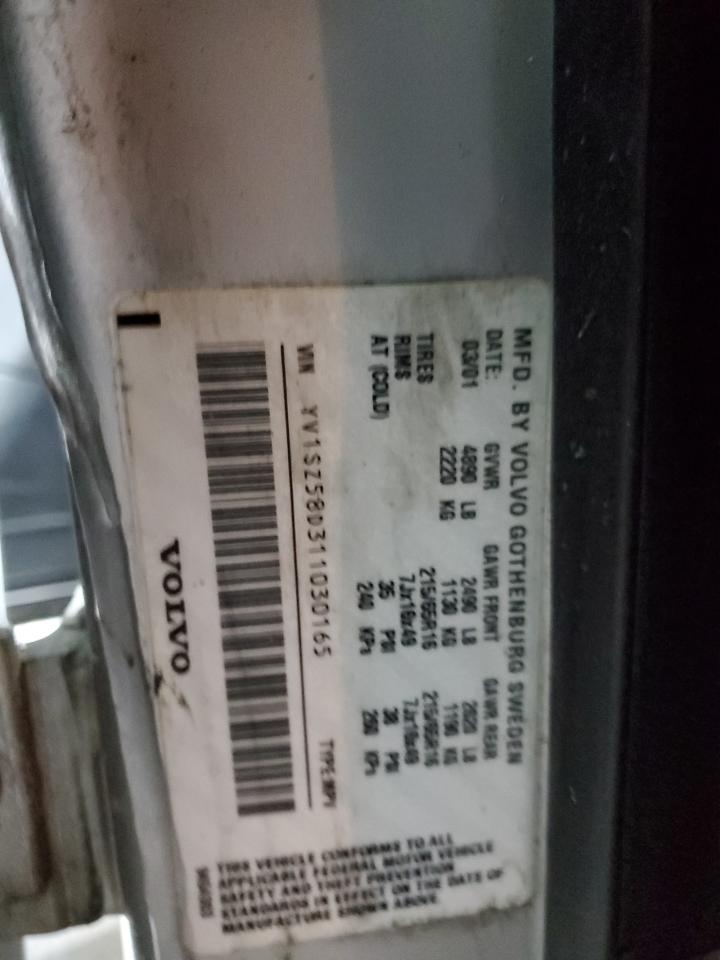 MFD. BY VOLVO GOTHENBURG SWEDEN
DATE: GVWR GAWR FRONT GAWR REAR
03/01 4890 LB 2490 LB 2620 LB
2220 KG 1130 KG 1190 KG
TIRES 215/65R16 215/65R16
RIMS 7Jx16x49 7Jx16x49
AT (COLD) 35 PSI 38 PSI
240 KPa 260 KPa
VIN YV1SZ58D311030165 TYPE:MPV
VOLVO
THIS VEHICLE CONFORMS TO ALL
APPLICABLE FEDERAL MOTOR VEHICLE
SAFETY AND THEFT PREVENTION
STANDARDS IN EFFECT ON THE DATE OF
MANUFACTURE SHOWN ABOVE